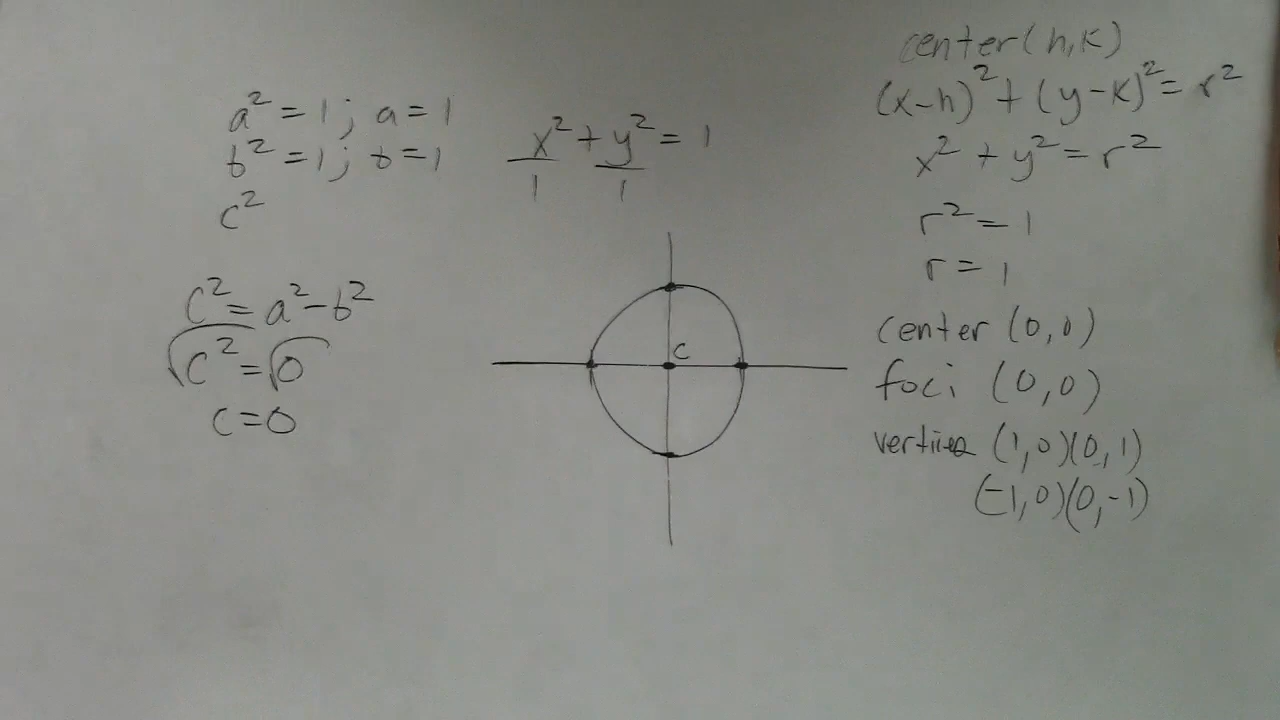 a² = 1 ; a = 1
b² = 1 ; b = 1
c²
c² = a² - b²
√c² = √0
c = 0
x²/1 + y²/1 = 1
c
center (h, k)
(x-h)² + (y-k)² = r²
x² + y² = r²
r² = 1
r = 1
center (0, 0)
foci (0, 0)
(1, 0)(0, 1)
(-1, 0)(0, -1)